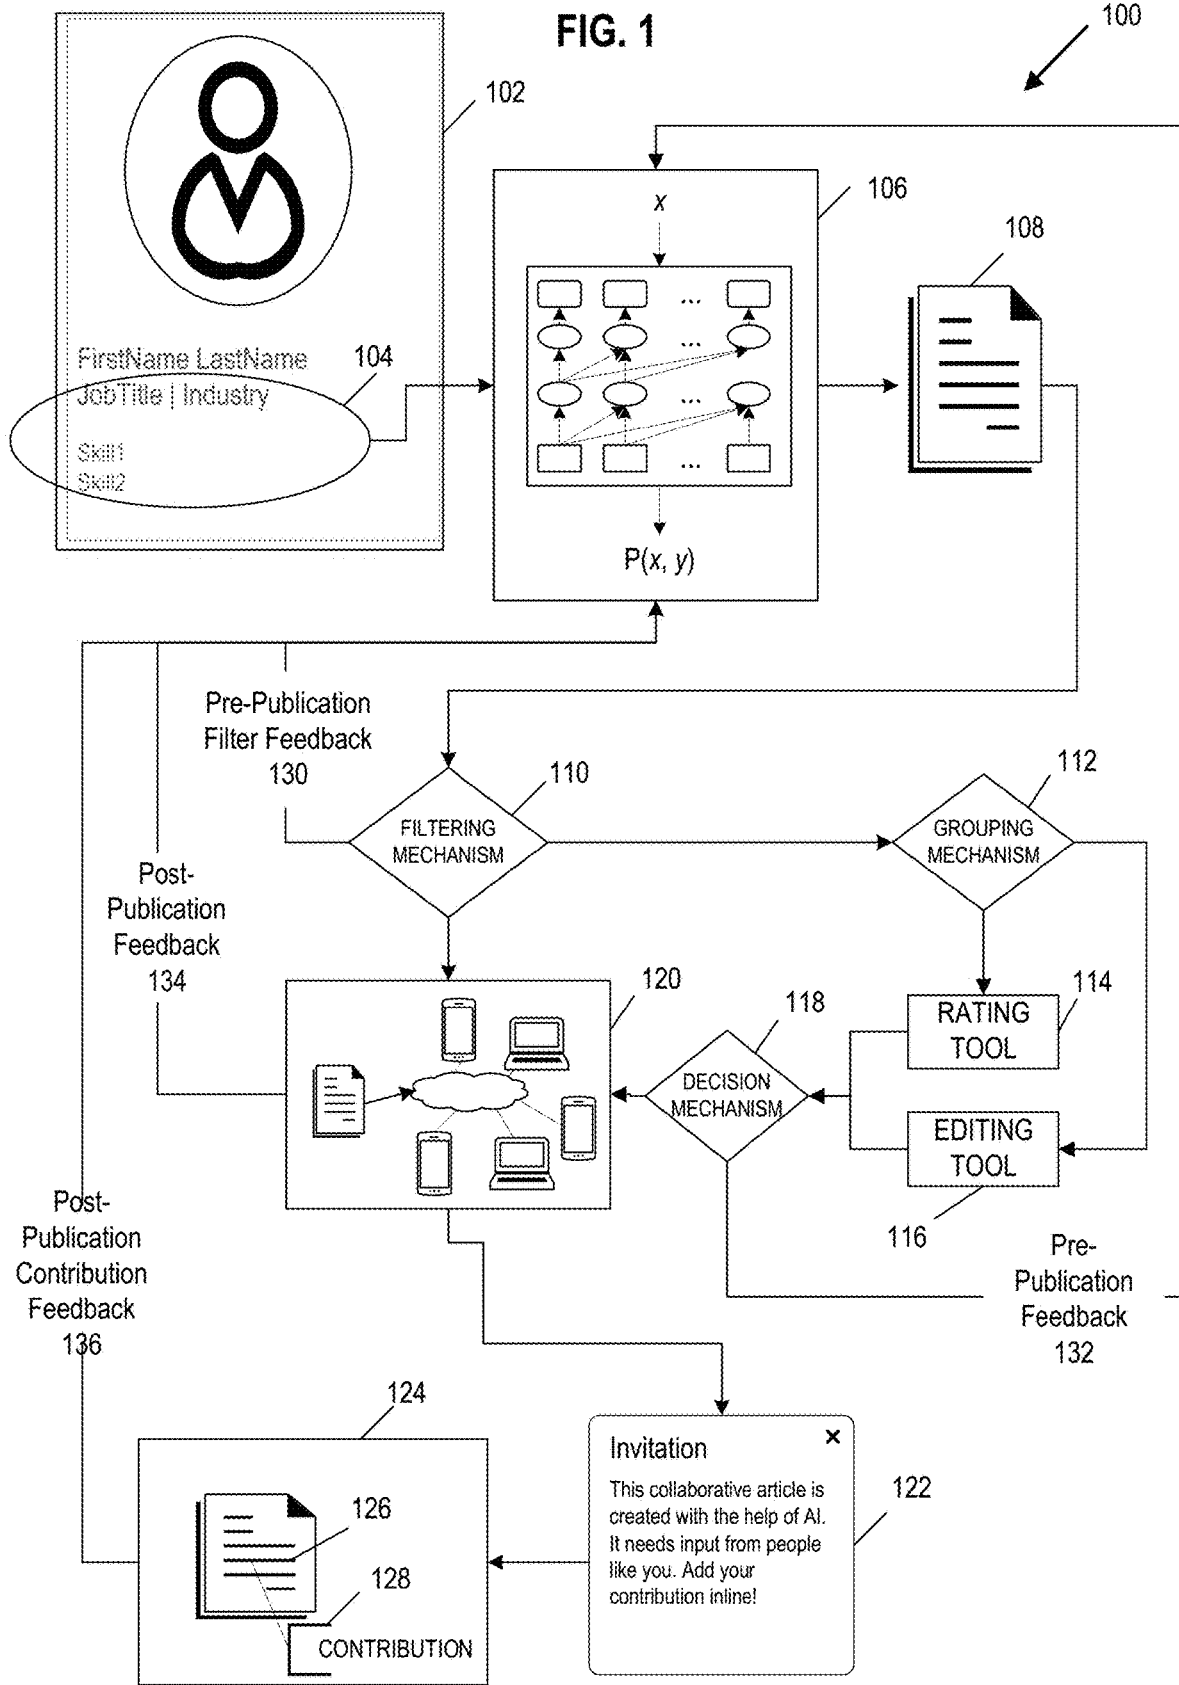 FIG. 1
100
102
106
x
108
FirstName LastName
104
JobTitle | Industry
Skill1
Skill2
...
...
...
...
P(x, y)
Pre-Publication
Filter Feedback
130
110
112
FILTERING
MECHANISM
GROUPING
MECHANISM
Post-
Publication
Feedback
134
120
118
114
RATING
TOOL
DECISION
MECHANISM
EDITING
TOOL
116
Post-
Publication
Contribution
Feedback
136
Pre-
Publication
Feedback
132
124
Invitation
×
This collaborative article is
created with the help of AI.
It needs input from people
like you. Add your
contribution inline!
122
126
128
CONTRIBUTION